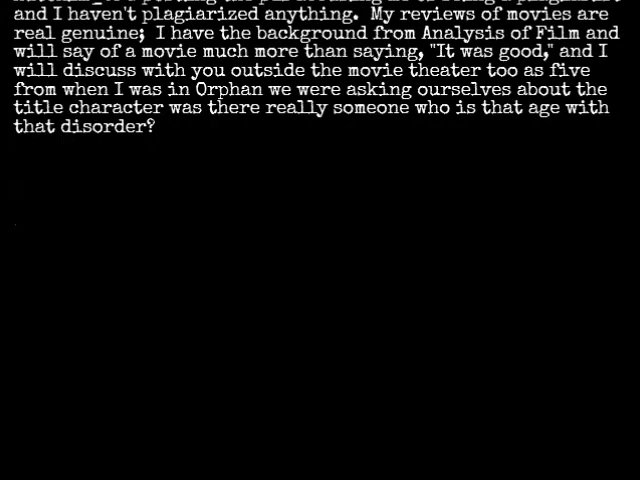 and I haven't plagiarized anything.  My reviews of movies are
real genuine; I have the background from Analysis of Film and
will say of a movie much more than saying, "It was good," and I
will discuss with you outside the movie theater too as five
from when I was in Orphan we were asking ourselves about the
title character was there really someone who is that age with
that disorder?